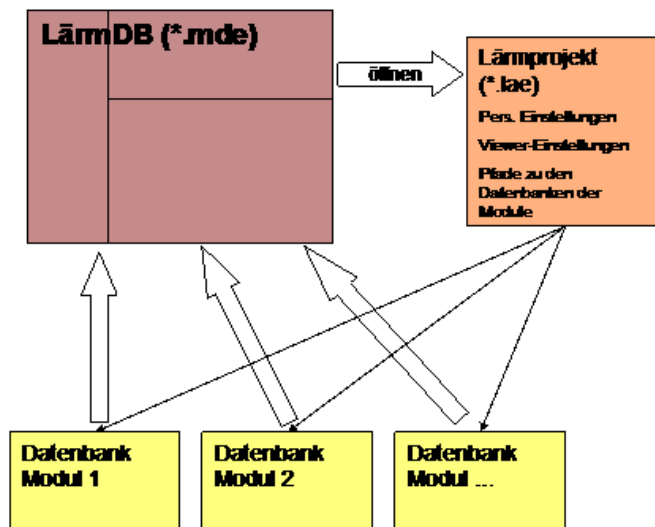 LärmDB (*.mde)
öffnen
Lärmprojekt
(*.lae)
Pers. Einstellungen
Viewer-Einstellungen
Pfade zu den
Datenbanken der
Module
Datenbank
Modul 1
Datenbank
Modul 2
Datenbank
Modul ...